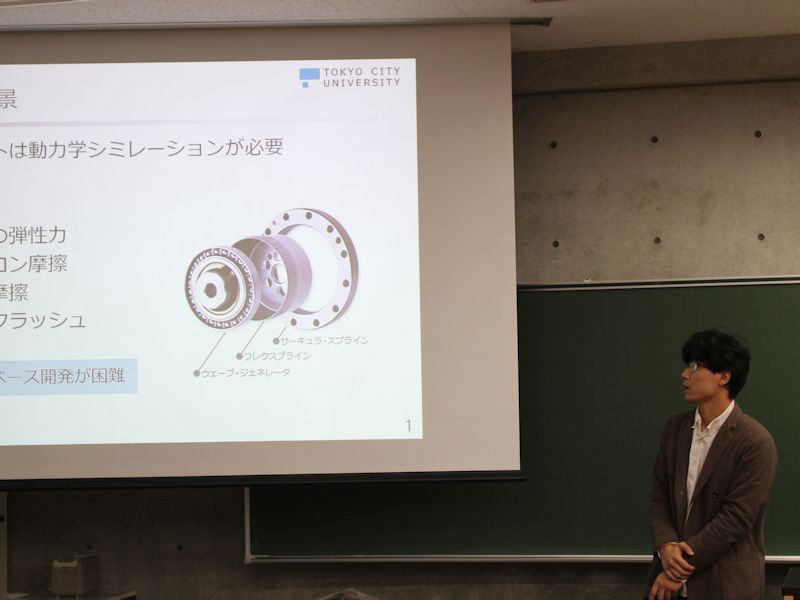 TOKYO CITY
UNIVERSITY
景
トは動力学シミレーションが必要
の弾性力
ロン摩擦
摩擦
フラッシュ
サーキュラ・スプライン
フレクスプライン
ウエーブ・ジェネレータ
ベース開発が困難
1